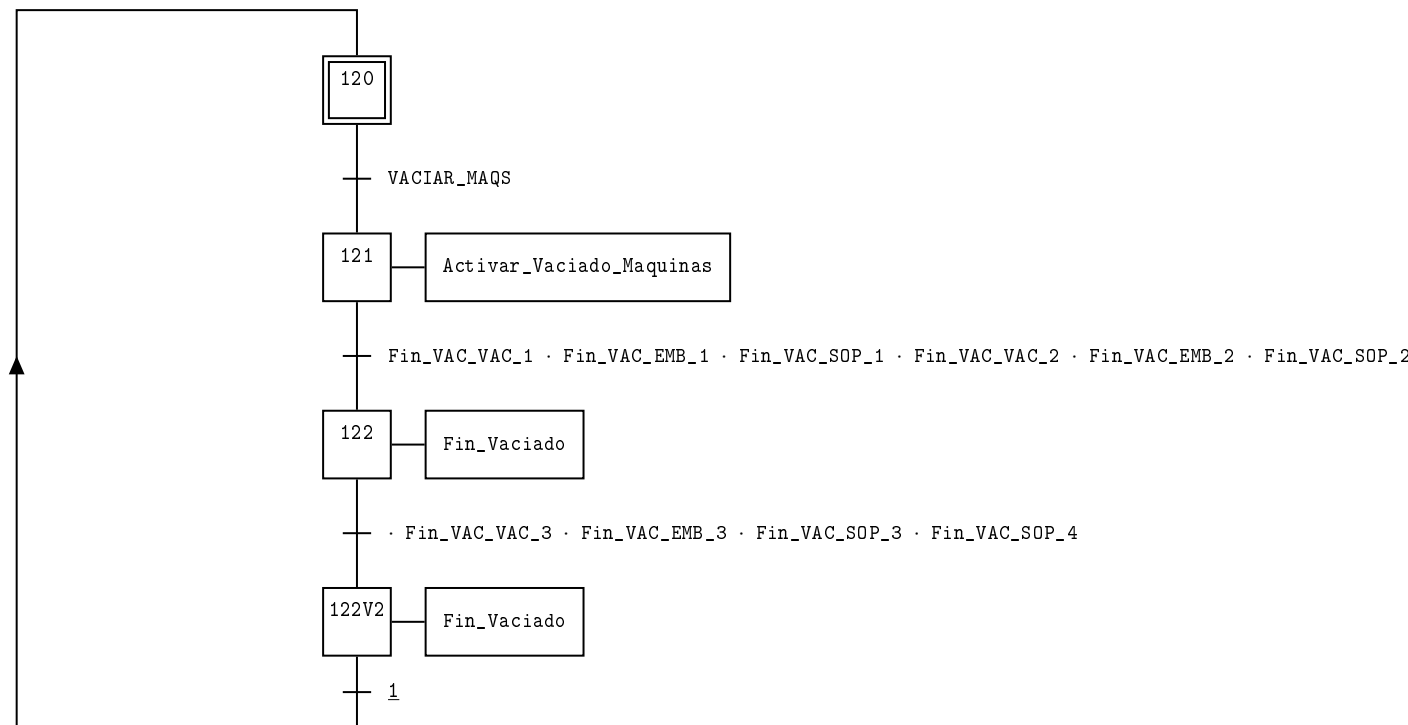 120
VACIAR_MAQS
121
Activar_Vaciado_Maquinas
Fin_VAC_VAC_1 · Fin_VAC_EMB_1 · Fin_VAC_SOP_1 · Fin_VAC_VAC_2 · Fin_VAC_EMB_2 · Fin_VAC_SOP_2
122
Fin_Vaciado
· Fin_VAC_VAC_3 · Fin_VAC_EMB_3 · Fin_VAC_SOP_3 · Fin_VAC_SOP_4
122V2
Fin_Vaciado
1